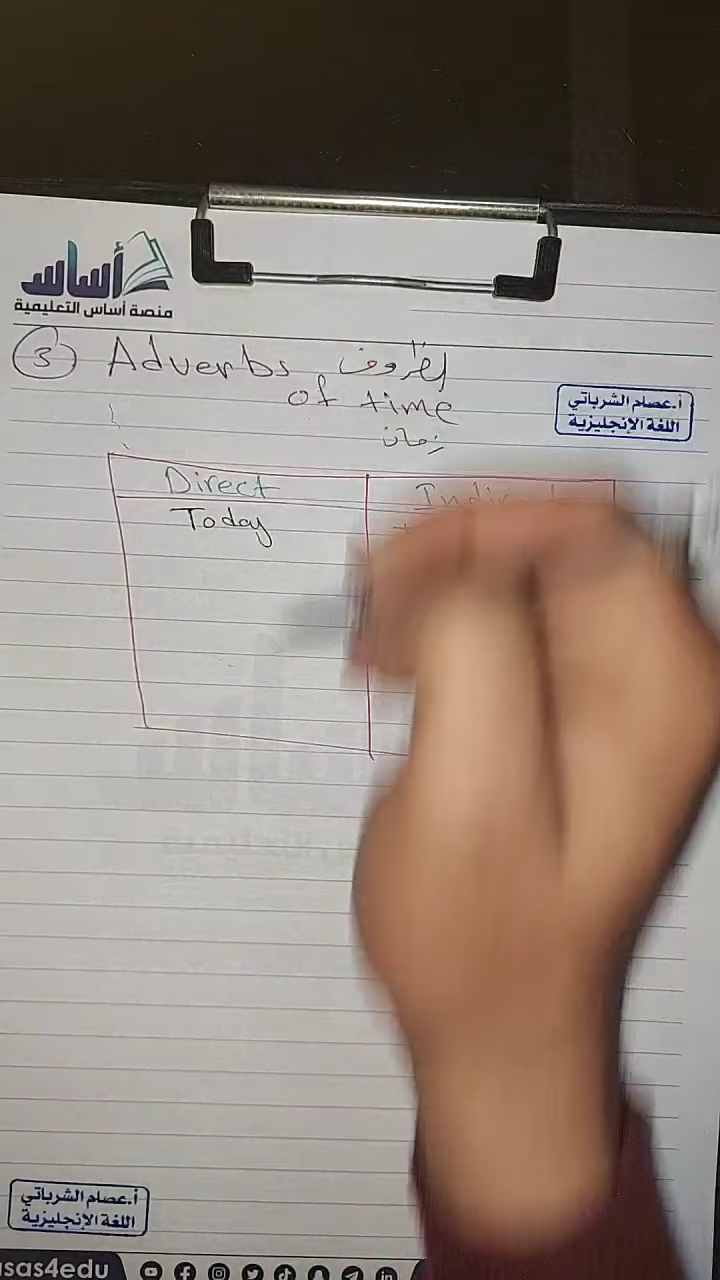 أساس
منصة أساس التعليمية
3 Adverbs ظروف
of time
زمان
أ.عصام الشرباتي
اللغة الإنجليزية
Direct
Today
أ.عصام الشرباتي
اللغة الإنجليزية
asas4edu